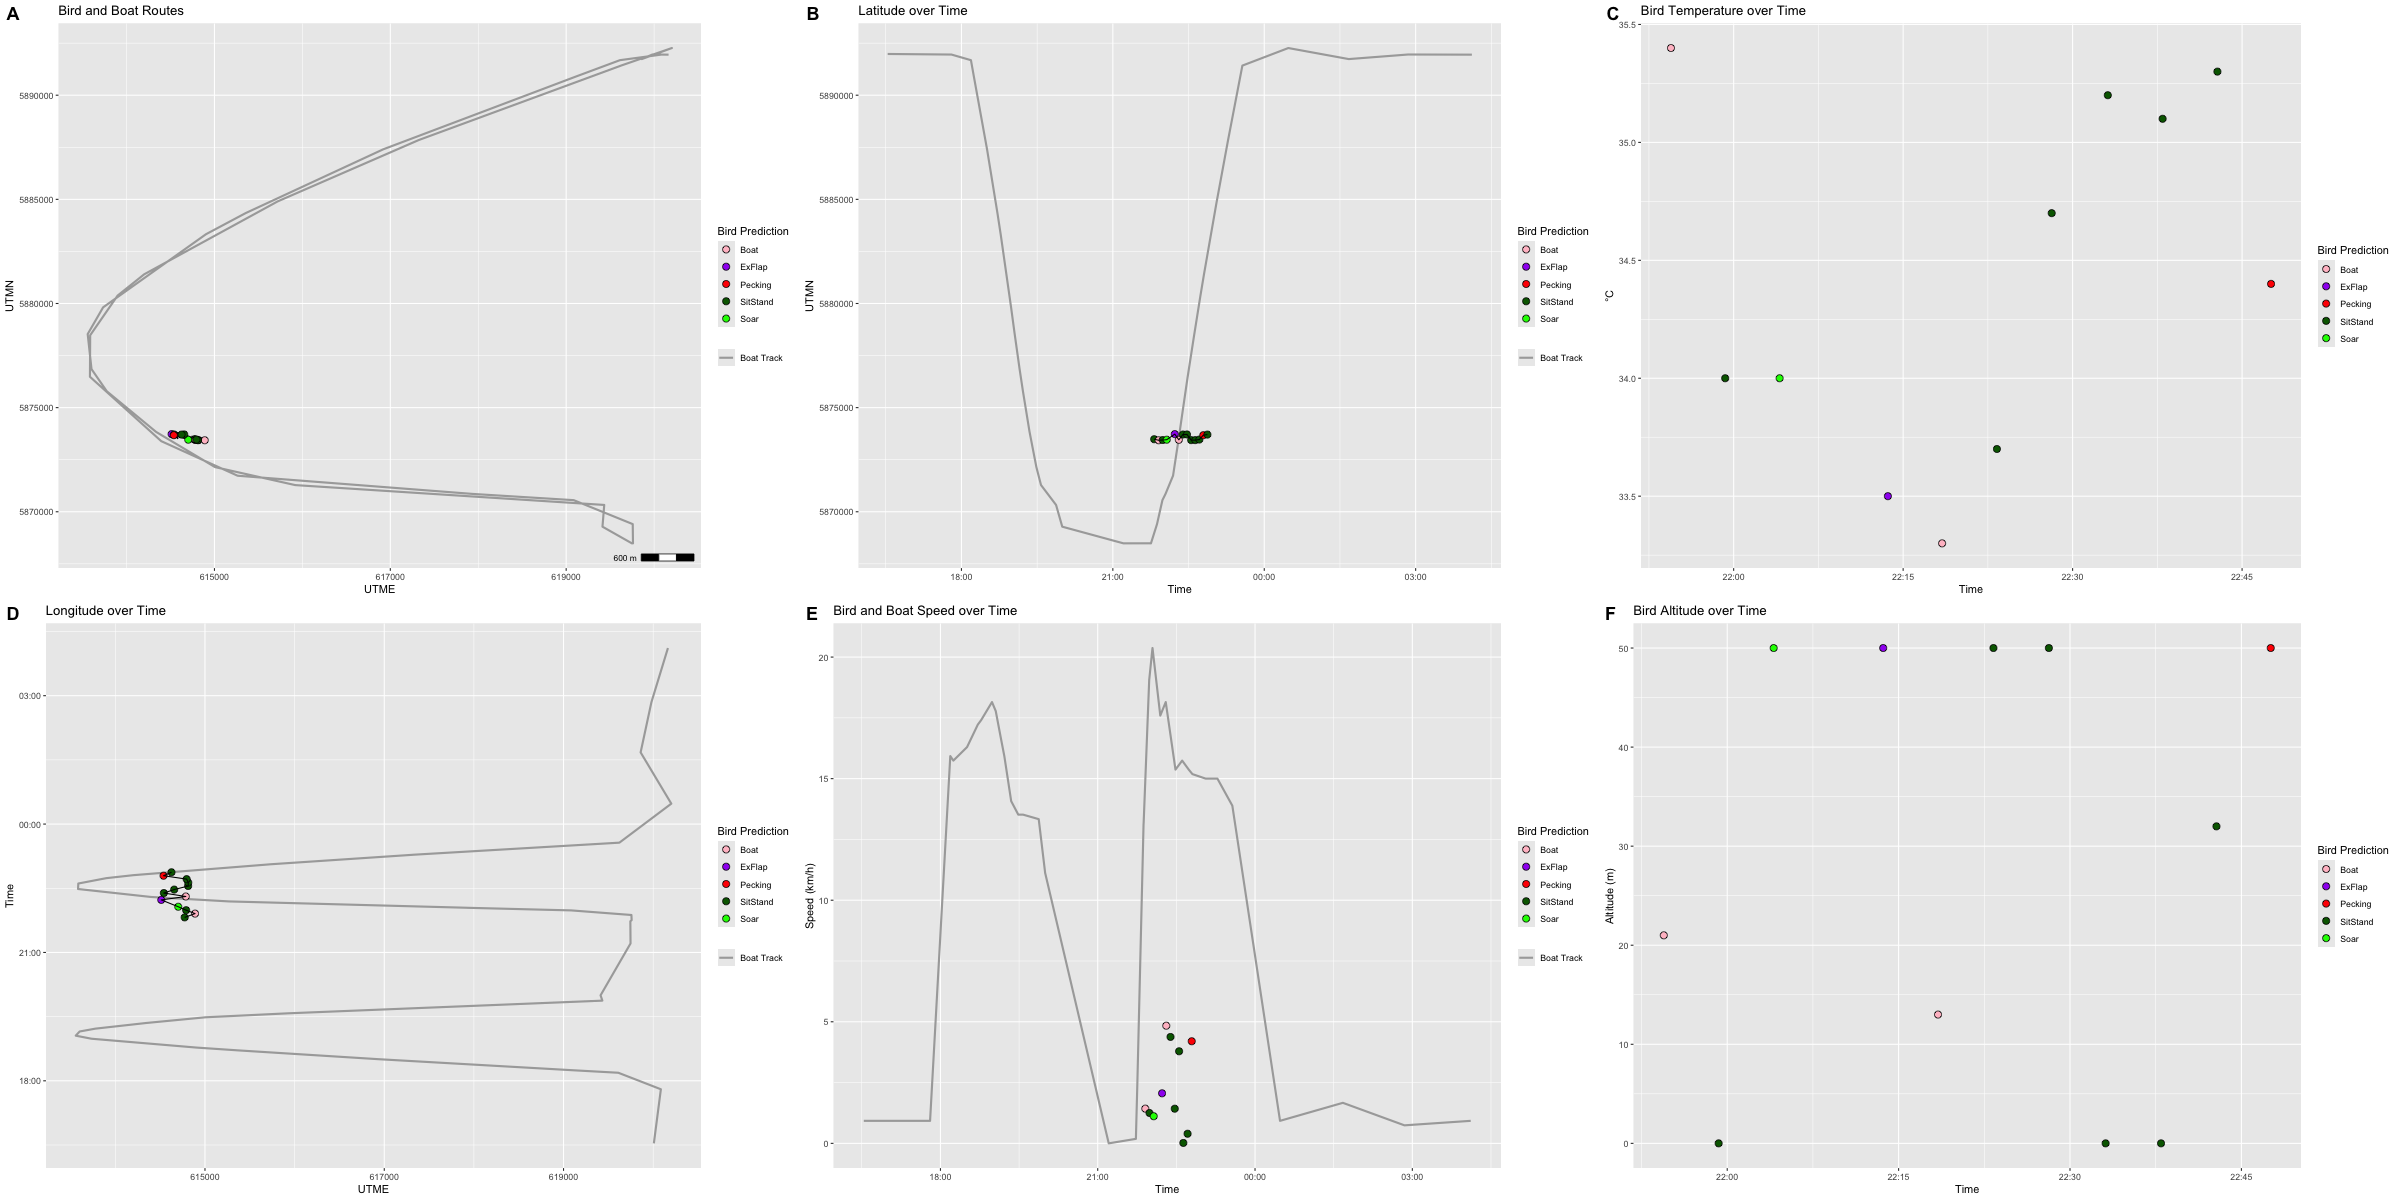 A
Bird and Boat Routes
5890000
5885000
5880000
5875000
5870000
UTMN
615000
617000
619000
UTME
600 m
Bird Prediction
Boat
ExFlap
Pecking
SitStand
Soar
Boat Track
B
Latitude over Time
5890000
5885000
5880000
5875000
5870000
UTMN
18:00
21:00
00:00
03:00
Time
Bird Prediction
Boat
ExFlap
Pecking
SitStand
Soar
Boat Track
C
Bird Temperature over Time
35.5
35.0
34.5
34.0
33.5
°C
22:00
22:15
22:30
22:45
Time
Bird Prediction
Boat
ExFlap
Pecking
SitStand
Soar
D
Longitude over Time
03:00
00:00
21:00
18:00
Time
615000
617000
619000
UTME
Bird Prediction
Boat
ExFlap
Pecking
SitStand
Soar
Boat Track
E
Bird and Boat Speed over Time
20
15
10
5
0
Speed (km/h)
18:00
21:00
00:00
03:00
Time
Bird Prediction
Boat
ExFlap
Pecking
SitStand
Soar
Boat Track
F
Bird Altitude over Time
50
40
30
20
10
0
Altitude (m)
22:00
22:15
22:30
22:45
Time
Bird Prediction
Boat
ExFlap
Pecking
SitStand
Soar